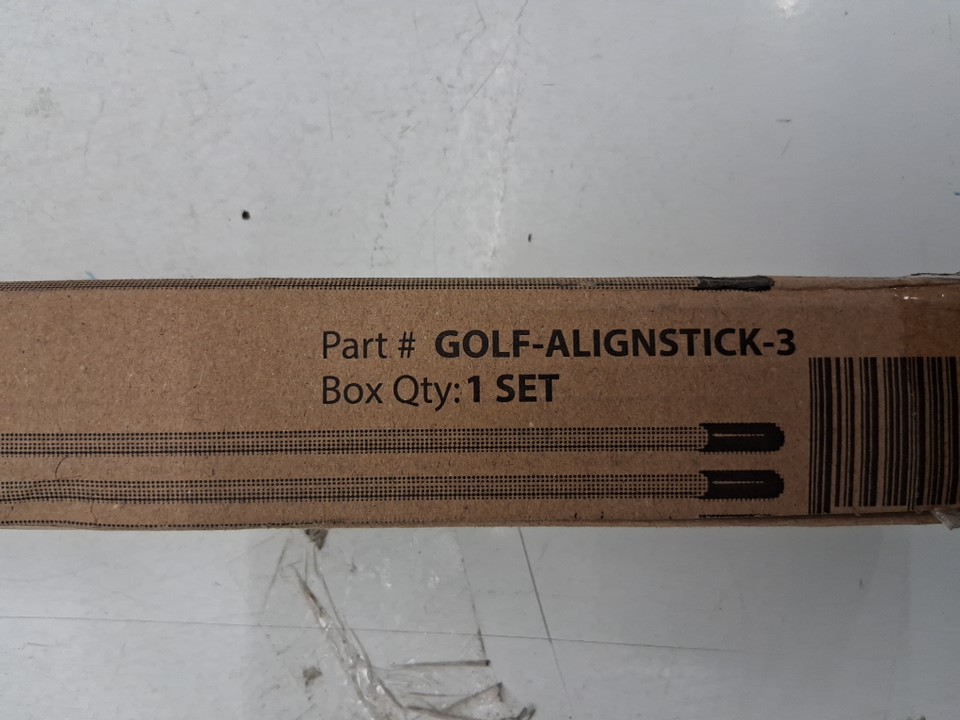 Part # GOLF-ALIGNSTICK-3
Box Qty:1 SET